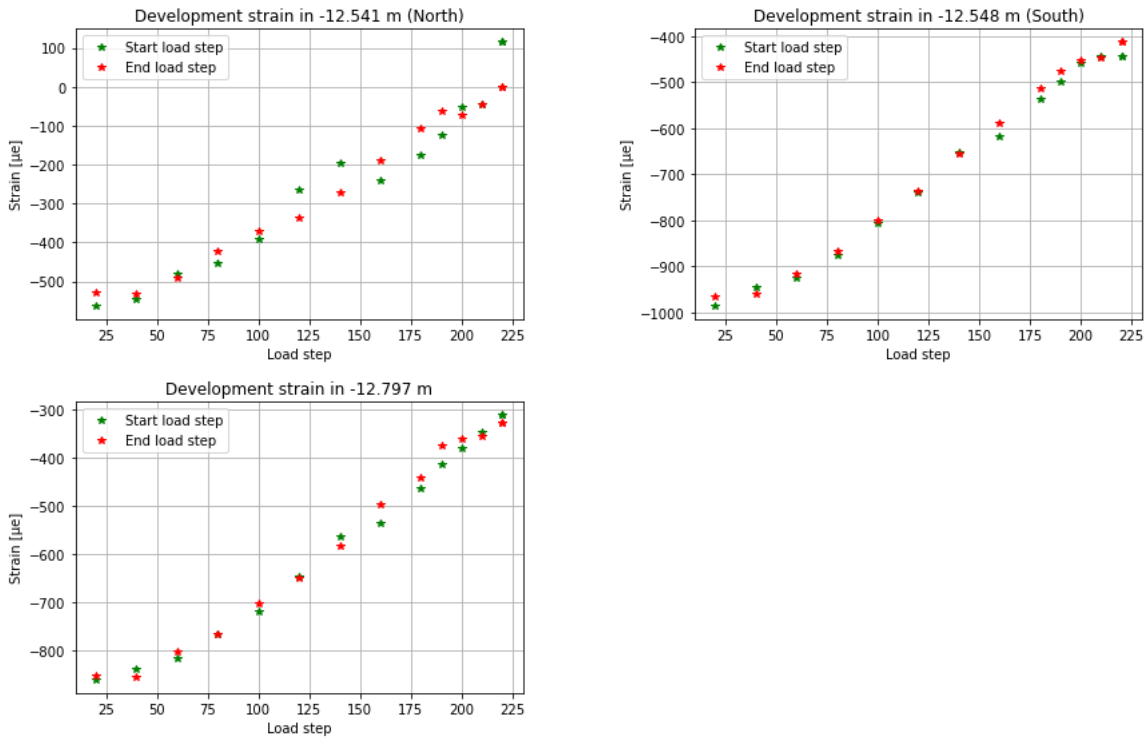 Development strain in -12.541 m (North)
Start load step
End load step
100
0
−100
−200
−300
−400
−500
Strain [µe]
25 50 75 100 125 150 175 200 225
Load step
Development strain in -12.548 m (South)
Start load step
End load step
−400
−500
−600
−700
−800
−900
−1000
Strain [µe]
25 50 75 100 125 150 175 200 225
Load step
Development strain in -12.797 m
Start load step
End load step
−300
−400
−500
−600
−700
−800
Strain [µe]
25 50 75 100 125 150 175 200 225
Load step